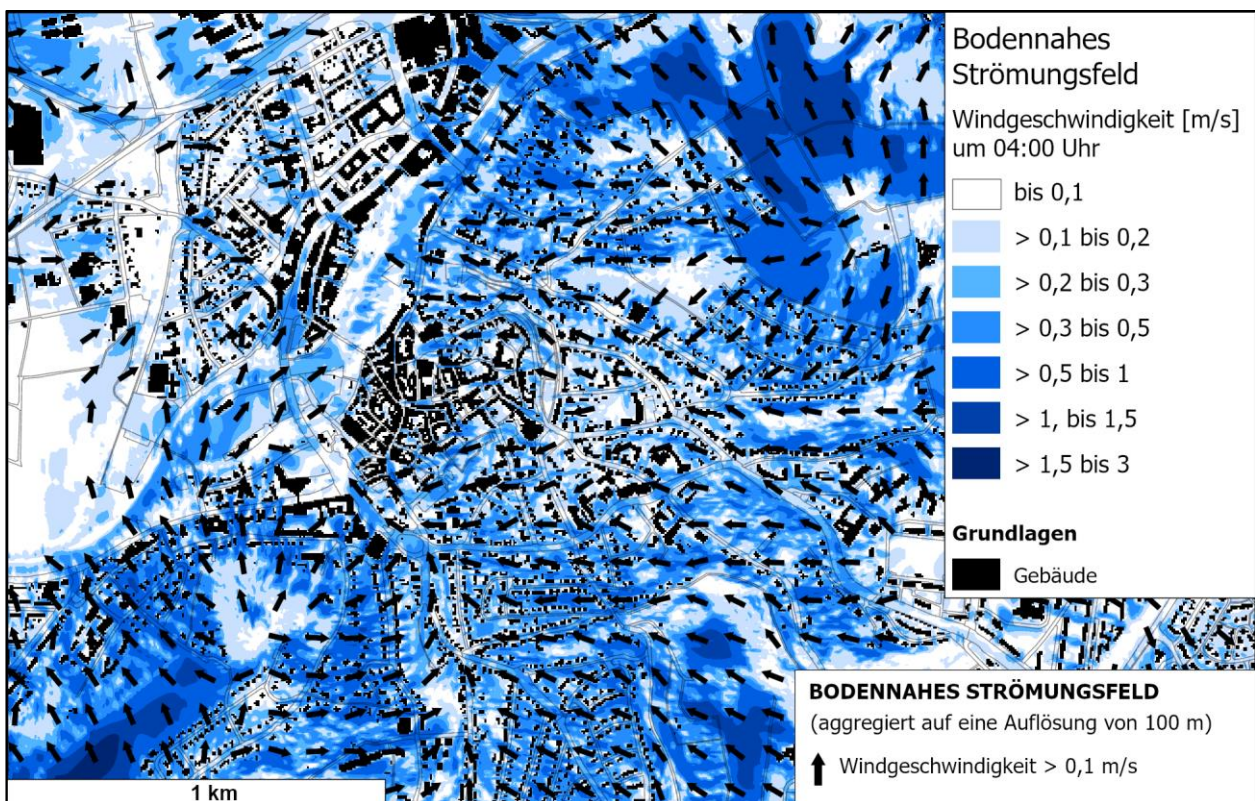 Bodennahes
Strömungsfeld
Windgeschwindigkeit [m/s]
um 04:00 Uhr
bis 0,1
> 0,1 bis 0,2
> 0,2 bis 0,3
> 0,3 bis 0,5
> 0,5 bis 1
> 1, bis 1,5
> 1,5 bis 3
Grundlagen
Gebäude
BODENNAHES STRÖMUNGSFELD
(aggregiert auf eine Auflösung von 100 m)
Windgeschwindigkeit > 0,1 m/s
1 km